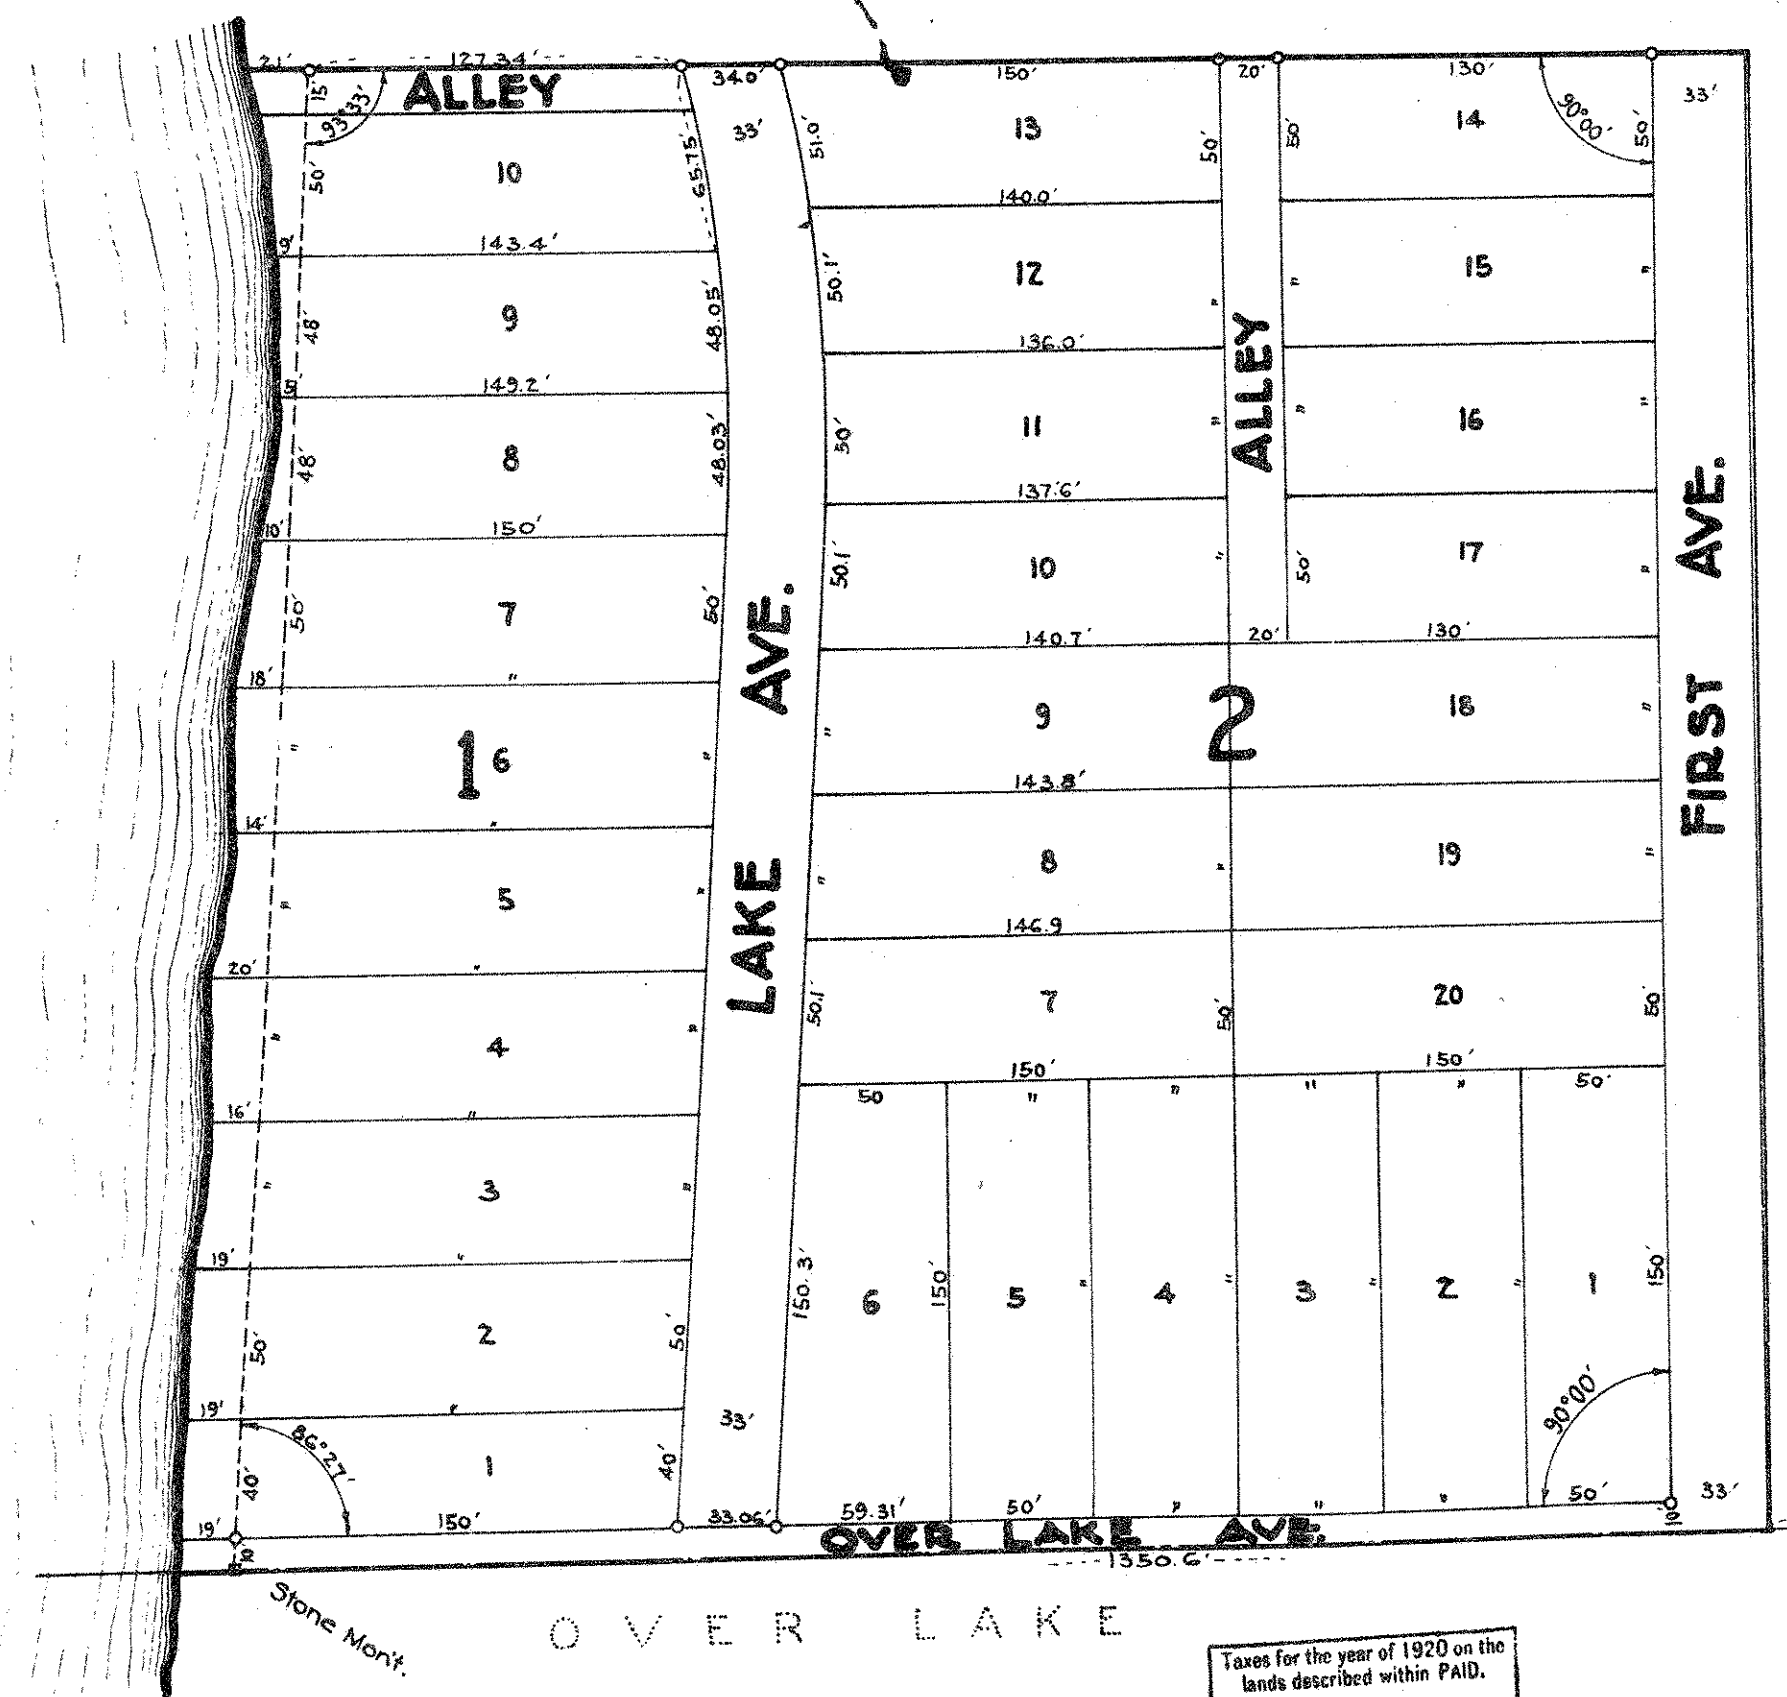 21' 127.34' 34.0' 150' 20' 130'
ALLEY
15' 93°33' 33' 51.0' 13 50' 50' 14 90°00' 50' 33'
50' 10 65.75'
140.0'
9' 143.4'
48' 9 48.05' 50.1' 12 " " 15 "
136.0'
149.2'
48' 8 48.03' 50' 11 " ALLEY " 16 "
137.6'
10' 150'
50' 7 50' 50.1' 10 " 50' 17 "
140.7' 20' 130'
18' "
" 1 6 " " 9 2 18 "
143.8'
14' "
" 5 " " 8 " 19 "
146.9
20' "
" 4 " 50.1' 7 50' 20 50'
150' 150'
LAKE AVE.
FIRST AVE.
16' " 50 " " " " 50'
" 3 "
19' "
50' 2 50' 150.3' 6 150' 5 " 4 " 3 " 2 " 1 150'
19' "
86°27' 33' 90°00'
40' 1 40'
19' 150' 33.06' 59.31' 50' " " " 50' 33'
10' 10'
OVER LAKE AVE.
1350.6'
Stone Mon't.
OVER LAKE
Taxes for the year of 1920 on the
lands described within PAID.